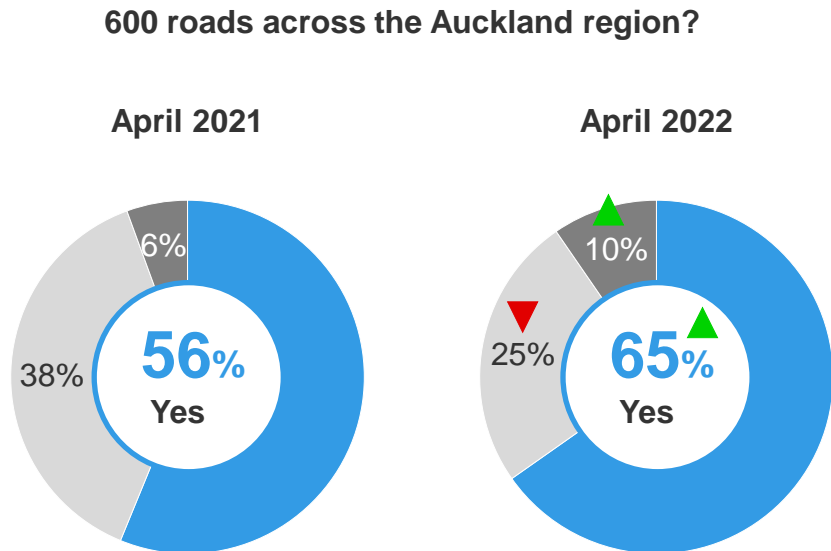 600 roads across the Auckland region?
April 2021
April 2022
6%
38%
56%
Yes
10%
25%
65%
Yes